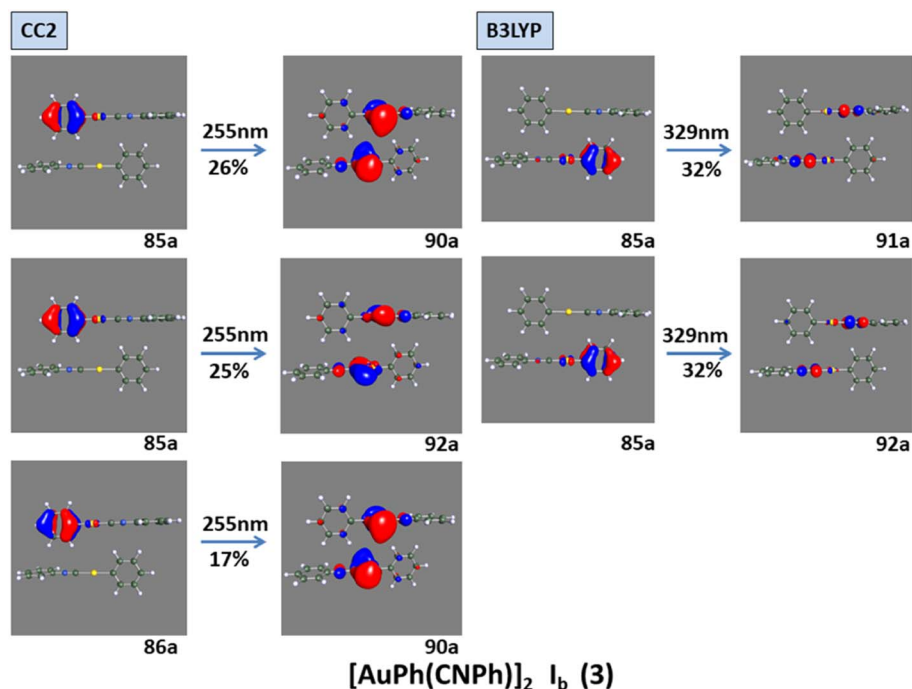 CC2
B3LYP
255nm
26%
85a
90a
329nm
32%
85a
91a
255nm
25%
85a
92a
329nm
32%
85a
92a
255nm
17%
86a
90a
[AuPh(CNPh)]₂ I_b (3)